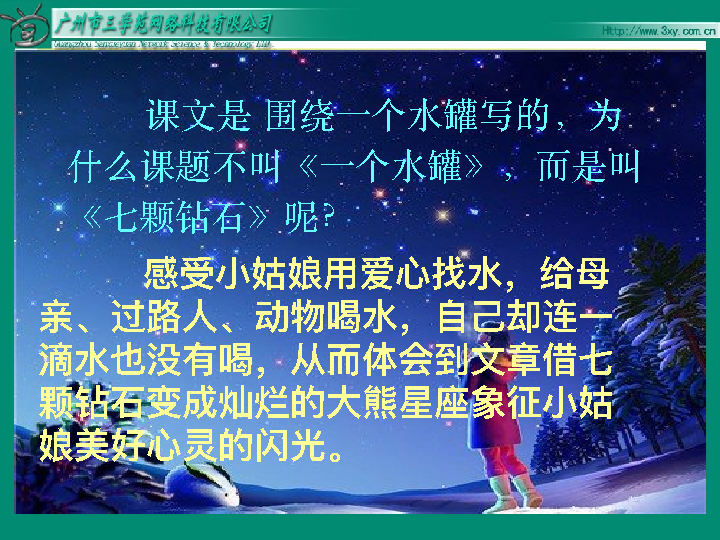 广州市三学苑网络科技有限公司
Guangzhou Sanxueyuan Network Science & Technology Ltd.
Http://www.3xy.com.cn
课文是 围绕一个水罐写的，为
什么课题不叫《一个水罐》，而是叫
《七颗钻石》呢？
感受小姑娘用爱心找水，给母
亲、过路人、动物喝水，自己却连一
滴水也没有喝，从而体会到文章借七
颗钻石变成灿烂的大熊星座象征小姑
娘美好心灵的闪光。